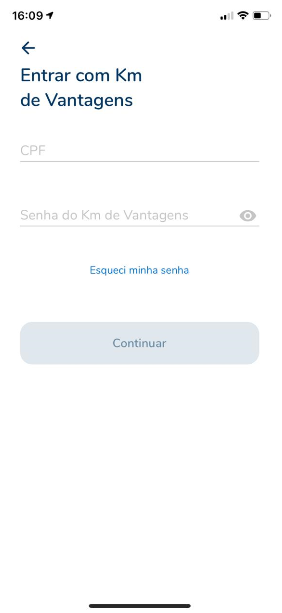 16:09
Entrar com Km
de Vantagens
CPF
Senha do Km de Vantagens
Esqueci minha senha
Continuar